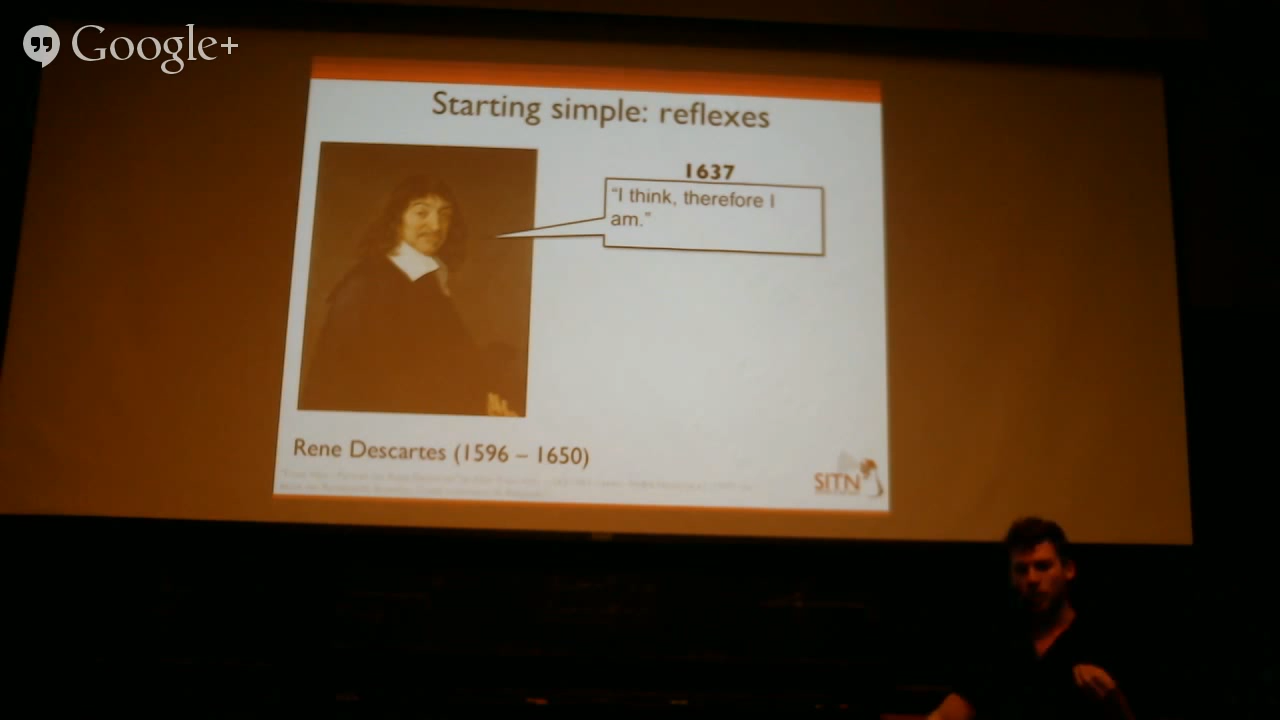 Google+
Starting simple: reflexes
1637
"I think, therefore I
am."
Rene Descartes (1596 – 1650)
SITN